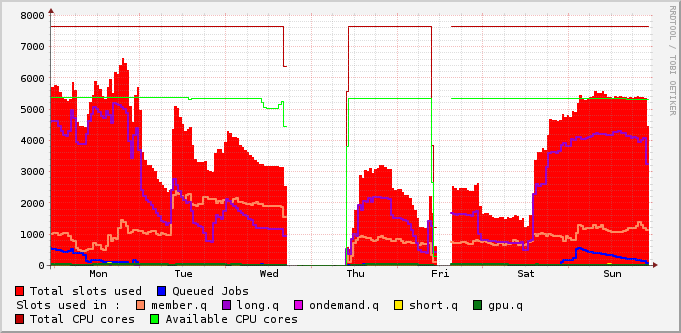 RRDTOOL / TOBI OETIKER
8000
7000
6000
5000
4000
3000
2000
1000
0
Mon Tue Wed Thu Fri Sat Sun
Total slots used Queued Jobs
Slots used in : member.q long.q ondemand.q short.q gpu.q
Total CPU cores Available CPU cores